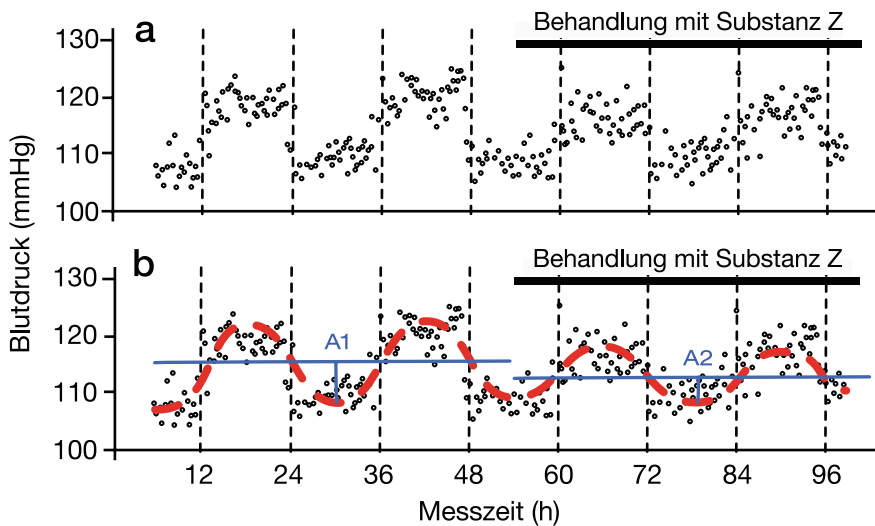 a
Behandlung mit Substanz Z
130
120
110
100
Blutdruck (mmHg)
b
Behandlung mit Substanz Z
130
120
110
100
A1
A2
12 24 36 48 60 72 84 96
Messzeit (h)